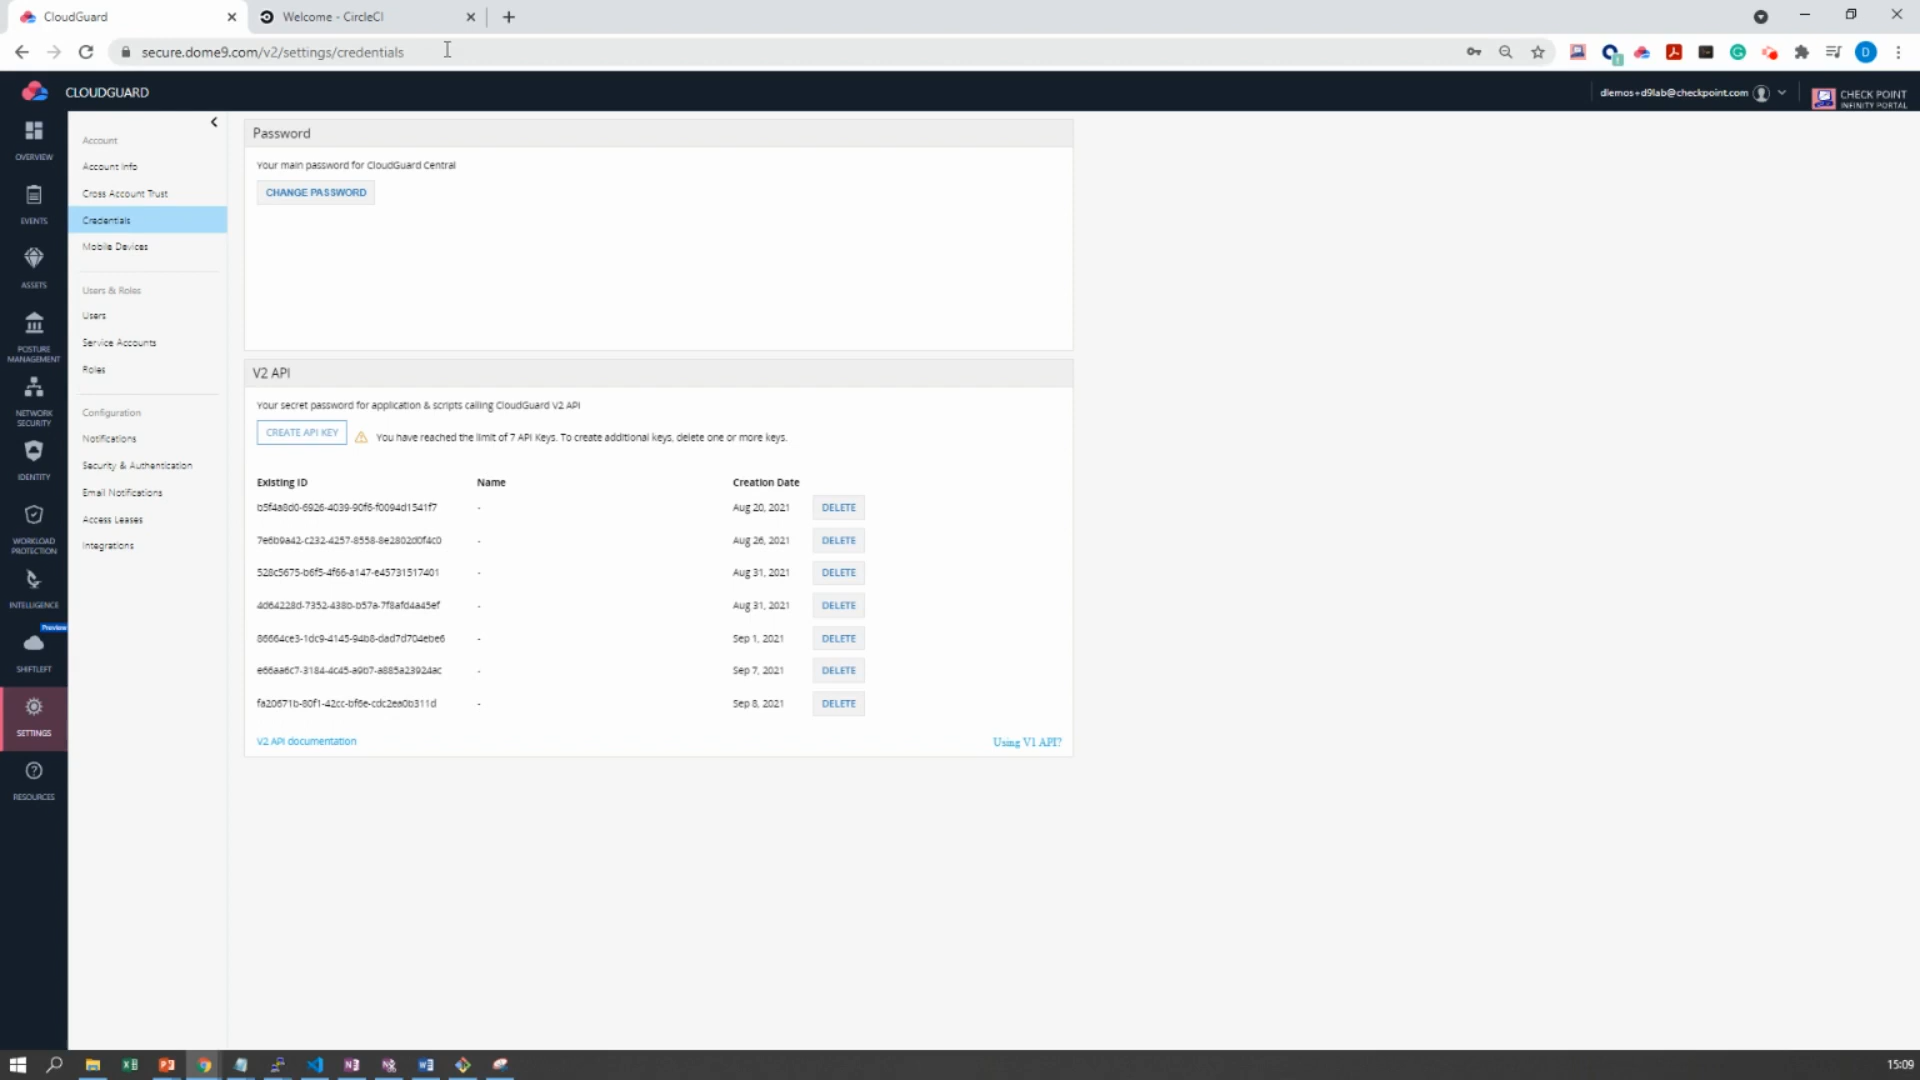 CloudGuard
Welcome - CircleCI
secure.dome9.com/v2/settings/credentials
CLOUDGUARD
dlemos+d9lab@checkpoint.com
CHECK POINT
INFINITY PORTAL
OVERVIEW
EVENTS
ASSETS
POSTURE
MANAGEMENT
NETWORK
SECURITY
IDENTITY
WORKLOAD
PROTECTION
INTELLIGENCE
Preview
SHIFTLEFT
SETTINGS
RESOURCES
Account
Account Info
Cross Account Trust
Credentials
Mobile Devices
Users & Roles
Users
Service Accounts
Roles
Configuration
Notifications
Security & Authentication
Email Notifications
Access Leases
Integrations
Password
Your main password for CloudGuard Central
CHANGE PASSWORD
V2 API
Your secret password for application & scripts calling CloudGuard V2 API
CREATE API KEY You have reached the limit of 7 API Keys. To create additional keys, delete one or more keys.
Existing ID Name Creation Date
b5f4a8d0-6926-4039-90f6-f0094d1541f7 - Aug 20, 2021 DELETE
7e6b9a42-c232-4257-8558-8e2802d0f4c0 - Aug 26, 2021 DELETE
528c5675-b6f5-4f66-a147-e45731517401 - Aug 31, 2021 DELETE
4d64228d-7352-438b-b57a-7f8afd4a45ef - Aug 31, 2021 DELETE
86664ce3-1dc9-4145-94b8-dad7d704ebe6 - Sep 1, 2021 DELETE
e66aa6c7-3184-4c45-a9b7-a885a23924ac - Sep 7, 2021 DELETE
fa20671b-80f1-42cc-bf6e-cdc2ea0b311d - Sep 8, 2021 DELETE
V2 API documentation Using V1 API?
15:09